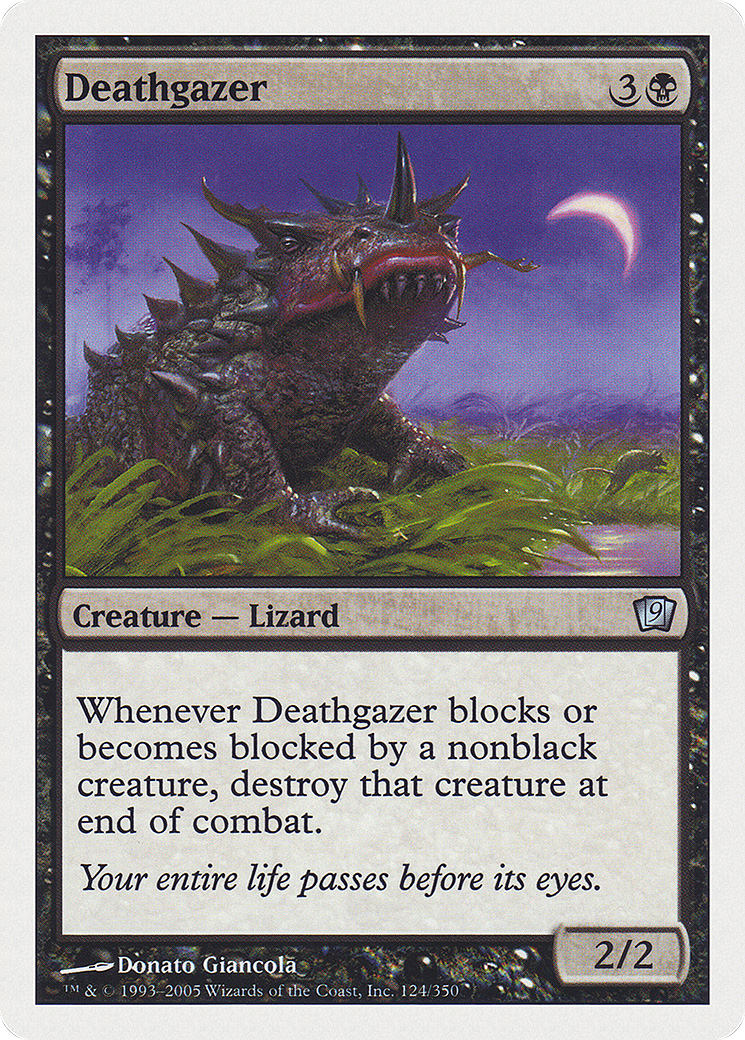 Deathgazer 3
Creature — Lizard
9
Whenever Deathgazer blocks or
becomes blocked by a nonblack
creature, destroy that creature at
end of combat.
Your entire life passes before its eyes.
2/2
Donato Giancola
™ & © 1993–2005 Wizards of the Coast, Inc. 124/350